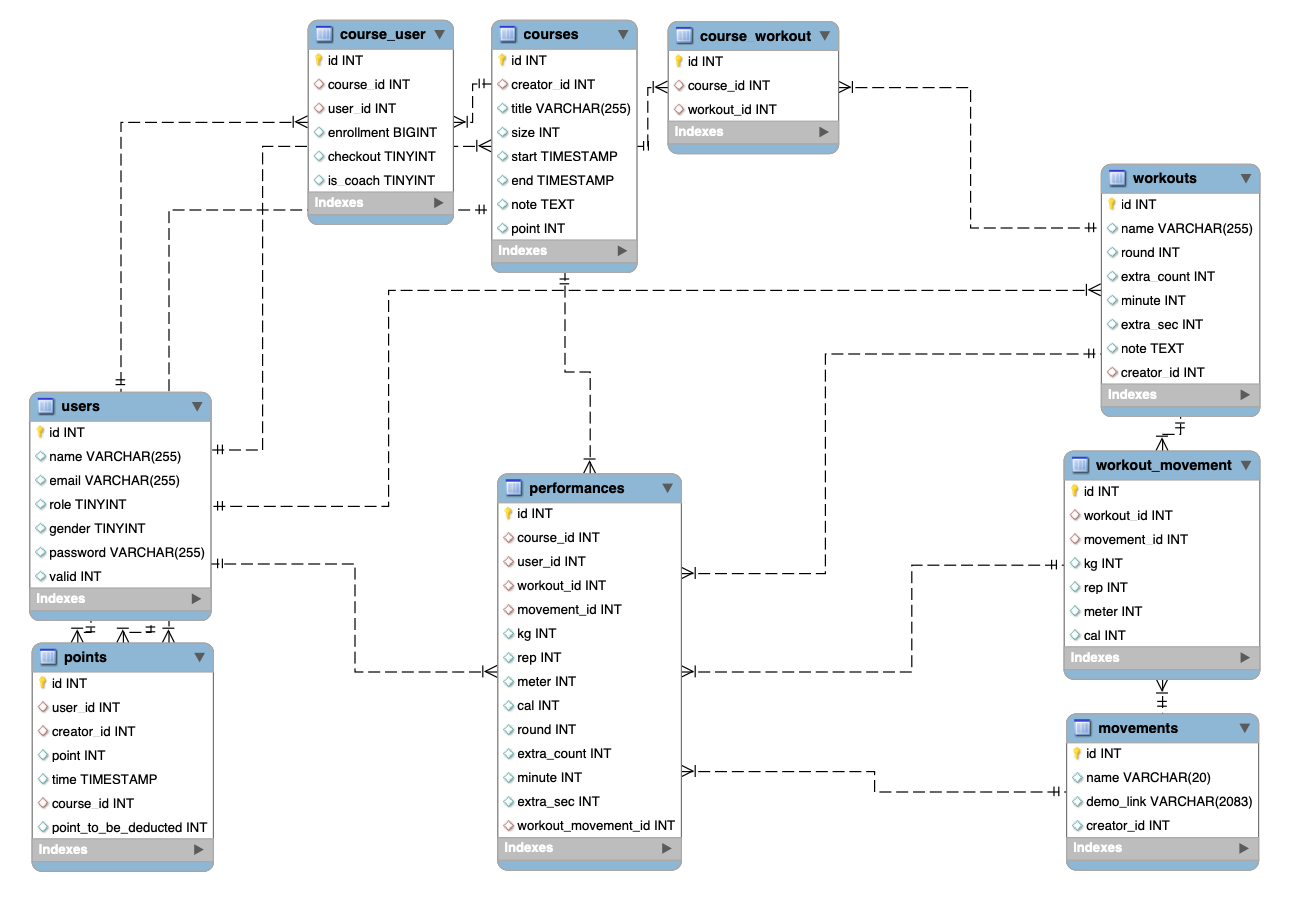 course_user
id INT
course_id INT
user_id INT
enrollment BIGINT
checkout TINYINT
is_coach TINYINT
Indexes
courses
id INT
creator_id INT
title VARCHAR(255)
size INT
start TIMESTAMP
end TIMESTAMP
note TEXT
point INT
Indexes
course_workout
id INT
course_id INT
workout_id INT
Indexes
workouts
id INT
name VARCHAR(255)
round INT
extra_count INT
minute INT
extra_sec INT
note TEXT
creator_id INT
Indexes
users
id INT
name VARCHAR(255)
email VARCHAR(255)
role TINYINT
gender TINYINT
password VARCHAR(255)
valid INT
Indexes
performances
id INT
course_id INT
user_id INT
workout_id INT
movement_id INT
kg INT
rep INT
meter INT
cal INT
round INT
extra_count INT
minute INT
extra_sec INT
workout_movement_id INT
Indexes
workout_movement
id INT
workout_id INT
movement_id INT
kg INT
rep INT
meter INT
cal INT
Indexes
points
id INT
user_id INT
creator_id INT
point INT
time TIMESTAMP
course_id INT
point_to_be_deducted INT
Indexes
movements
id INT
name VARCHAR(20)
demo_link VARCHAR(2083)
creator_id INT
Indexes